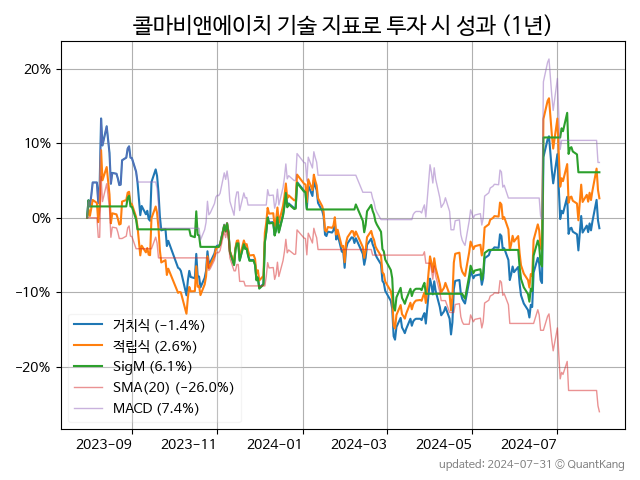 콜마비앤에이치 기술 지표로 투자 시 성과 (1년)
20%
10%
0%
−10%
−20%
거치식 (−1.4%)
적립식 (2.6%)
SigM (6.1%)
SMA(20) (−26.0%)
MACD (7.4%)
2023-09 2023-11 2024-01 2024-03 2024-05 2024-07
updated: 2024-07-31 © QuantKang